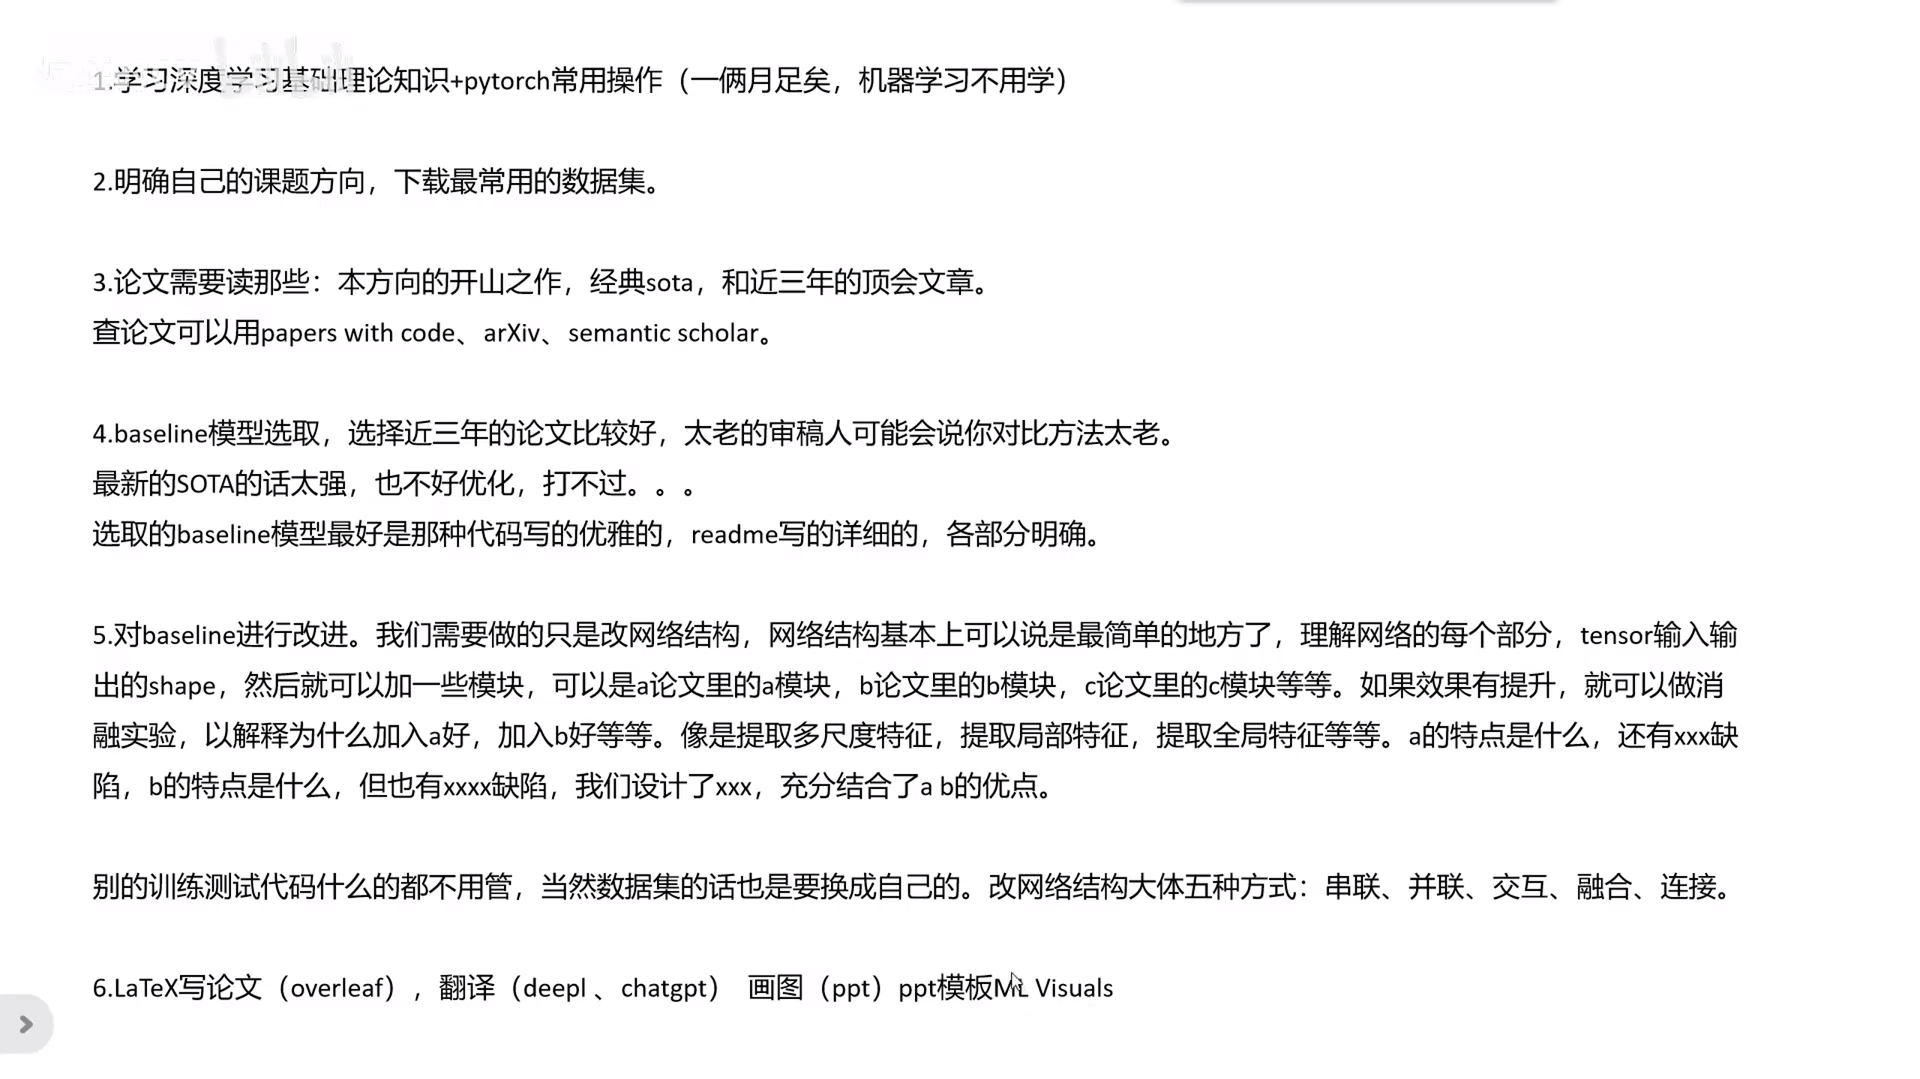 1.学习深度学习基础理论知识+pytorch常用操作（一俩月足矣，机器学习不用学）
2.明确自己的课题方向，下载最常用的数据集。
3.论文需要读那些：本方向的开山之作，经典sota，和近三年的顶会文章。
查论文可以用papers with code、arXiv、semantic scholar。
4.baseline模型选取，选择近三年的论文比较好，太老的审稿人可能会说你对比方法太老。
最新的SOTA的话太强，也不好优化，打不过。。。
选取的baseline模型最好是那种代码写的优雅的，readme写的详细的，各部分明确。
5.对baseline进行改进。我们需要做的只是改网络结构，网络结构基本上可以说是最简单的地方了，理解网络的每个部分，tensor输入输
出的shape，然后就可以加一些模块，可以是a论文里的a模块，b论文里的b模块，c论文里的c模块等等。如果效果有提升，就可以做消
融实验，以解释为什么加入a好，加入b好等等。像是提取多尺度特征，提取局部特征，提取全局特征等等。a的特点是什么，还有xxx缺
陷，b的特点是什么，但也有xxxx缺陷，我们设计了xxx，充分结合了a b的优点。
别的训练测试代码什么的都不用管，当然数据集的话也是要换成自己的。改网络结构大体五种方式：串联、并联、交互、融合、连接。
6.LaTeX写论文（overleaf），翻译（deepl 、chatgpt） 画图（ppt）ppt模板ML Visuals